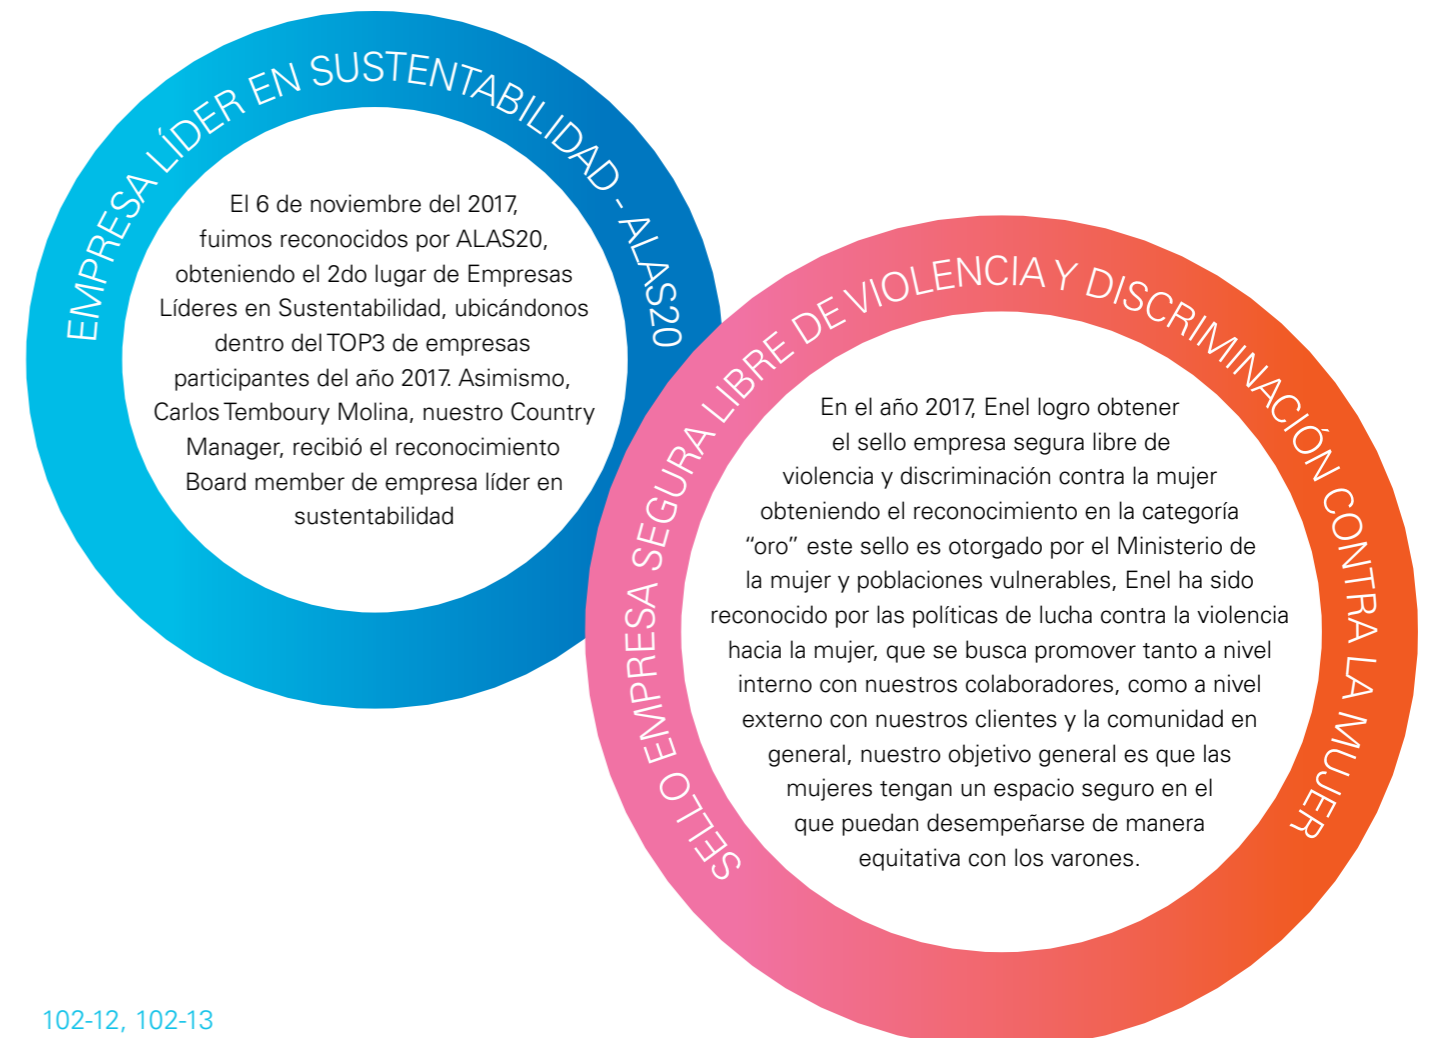 EMPRESA LÍDER EN SUSTENTABILIDAD - ALAS20
El 6 de noviembre del 2017,
fuimos reconocidos por ALAS20,
obteniendo el 2do lugar de Empresas
Líderes en Sustentabilidad, ubicándonos
dentro del TOP3 de empresas
participantes del año 2017. Asimismo,
Carlos Temboury Molina, nuestro Country
Manager, recibió el reconocimiento
Board member de empresa líder en
sustentabilidad
SELLO EMPRESA SEGURA LIBRE DE VIOLENCIA Y DISCRIMINACIÓN CONTRA LA MUJER
En el año 2017, Enel logro obtener
el sello empresa segura libre de
violencia y discriminación contra la mujer
obteniendo el reconocimiento en la categoría
“oro” este sello es otorgado por el Ministerio de
la mujer y poblaciones vulnerables, Enel ha sido
reconocido por las políticas de lucha contra la violencia
hacia la mujer, que se busca promover tanto a nivel
interno con nuestros colaboradores, como a nivel
externo con nuestros clientes y la comunidad en
general, nuestro objetivo general es que las
mujeres tengan un espacio seguro en el
que puedan desempeñarse de manera
equitativa con los varones.
102-12, 102-13